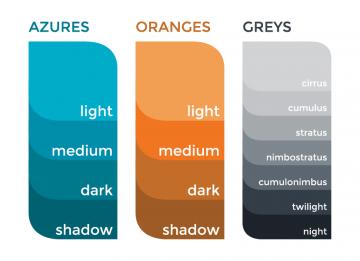 AZURES
light
medium
dark
shadow
ORANGES
light
medium
dark
shadow
GREYS
cirrus
cumulus
stratus
nimbostratus
cumulonimbus
twilight
night